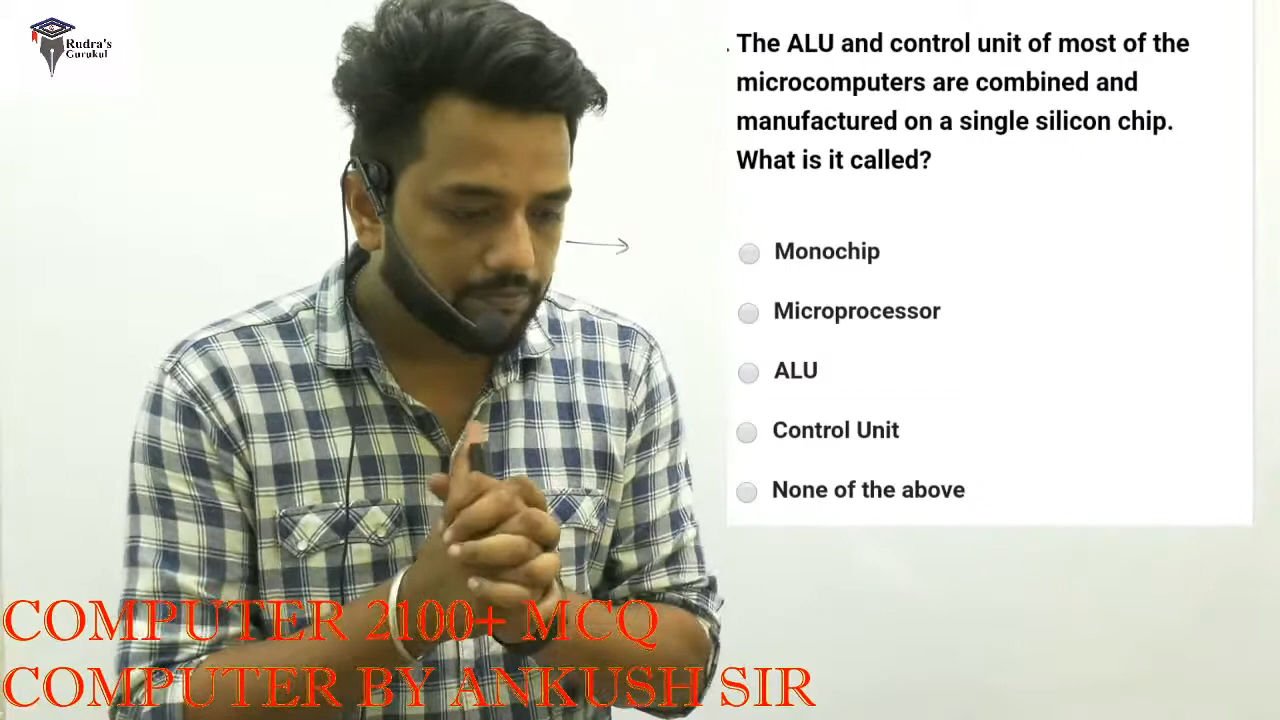 Rudra's
Gurukul
. The ALU and control unit of most of the
microcomputers are combined and
manufactured on a single silicon chip.
What is it called?
Monochip
Microprocessor
ALU
Control Unit
None of the above
COMPUTER 2100+ MCQ
COMPUTER BY ANKUSH SIR